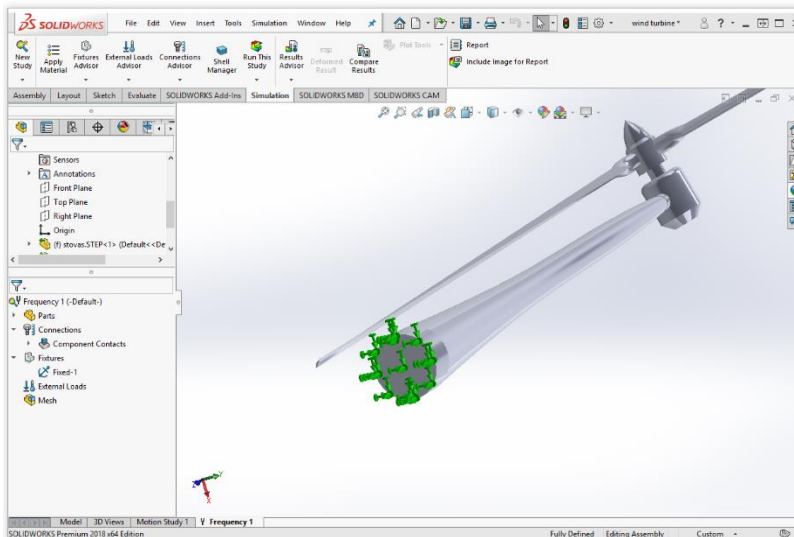 SOLIDWORKS File Edit View Insert Tools Simulation Window Help wind turbine * ?
New Study
Apply Material
Fixtures Advisor
External Loads Advisor
Connections Advisor
Shell Manager
Run This Study
Results Advisor
Deformed Result
Compare Results
Plot Tools
Report
Include Image for Report
Assembly Layout Sketch Evaluate SOLIDWORKS Add-Ins Simulation SOLIDWORKS MBD SOLIDWORKS CAM
Sensors
Annotations
Front Plane
Top Plane
Right Plane
Origin
(f) stovas.STEP<1> (Default<<De
Frequency 1 (-Default-)
Parts
Connections
Component Contacts
Fixtures
Fixed-1
External Loads
Mesh
Y
Z
X
Model 3D Views Motion Study 1 Frequency 1
SOLIDWORKS Premium 2018 x64 Edition Fully Defined Editing Assembly Custom